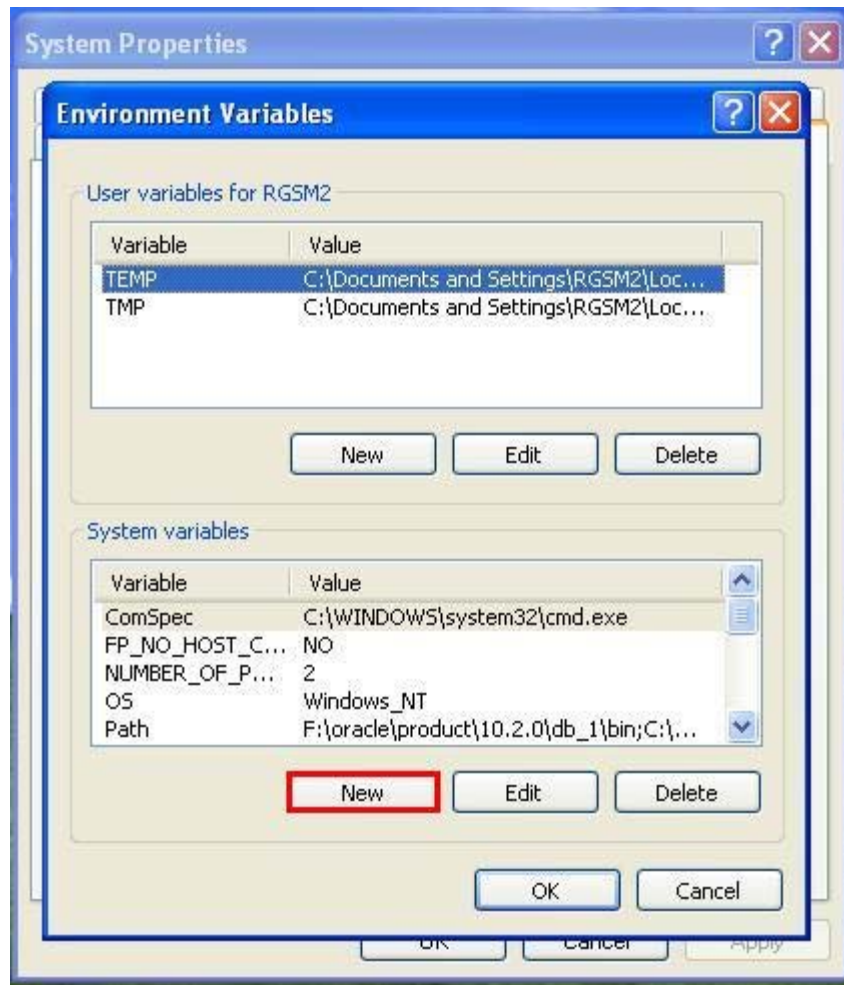 System Properties
Environment Variables
User variables for RGSM2
Variable Value
TEMP C:\Documents and Settings\RGSM2\Loc...
TMP C:\Documents and Settings\RGSM2\Loc...
New Edit Delete
System variables
Variable Value
ComSpec C:\WINDOWS\system32\cmd.exe
FP_NO_HOST_C... NO
NUMBER_OF_P... 2
OS Windows_NT
Path F:\oracle\product\10.2.0\db_1\bin;C:\...
New Edit Delete
OK Cancel
OK Cancel Apply